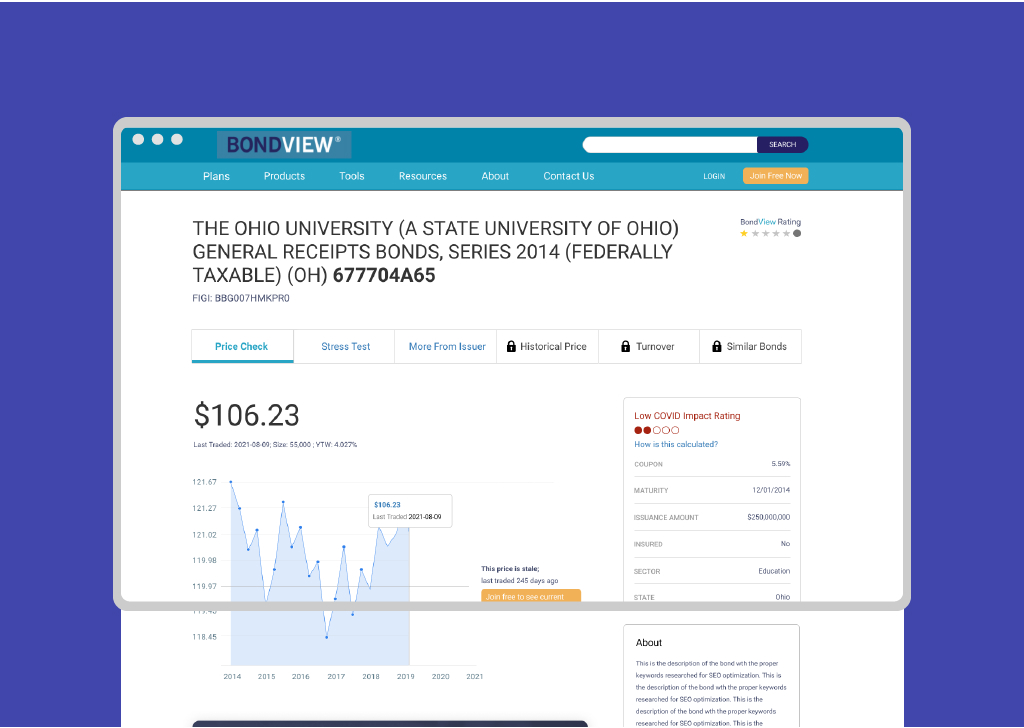 BONDVIEW®
SEARCH
Plans Products Tools Resources About Contact Us LOGIN Join Free Now
THE OHIO UNIVERSITY (A STATE UNIVERSITY OF OHIO)
GENERAL RECEIPTS BONDS, SERIES 2014 (FEDERALLY
TAXABLE) (OH) 677704A65
FIGI: BBG007HMKPR0
BondView Rating
Price Check Stress Test More From Issuer Historical Price Turnover Similar Bonds
$106.23
Last Traded: 2021-08-09; Size: 55,000 ; YTW: 4.027%
121.67
121.27
121.02
119.98
119.97
118.45
2014 2015 2016 2017 2018 2019 2020 2021
$106.23
Last Traded 2021-08-09
This price is stale;
last traded 245 days ago
Join free to see current
Low COVID Impact Rating
How is this calculated?
COUPON 5.59%
MATURITY 12/01/2014
ISSUANCE AMOUNT $250,000,000
INSURED No
SECTOR Education
STATE Ohio
About
This is the description of the bond wth the proper
keywords researched for SEO optimization. This is
the description of the bond wth the proper keywords
researched for SEO optimization. This is the
description of the bond wth the proper keywords
researched for SEO optimization. This is the